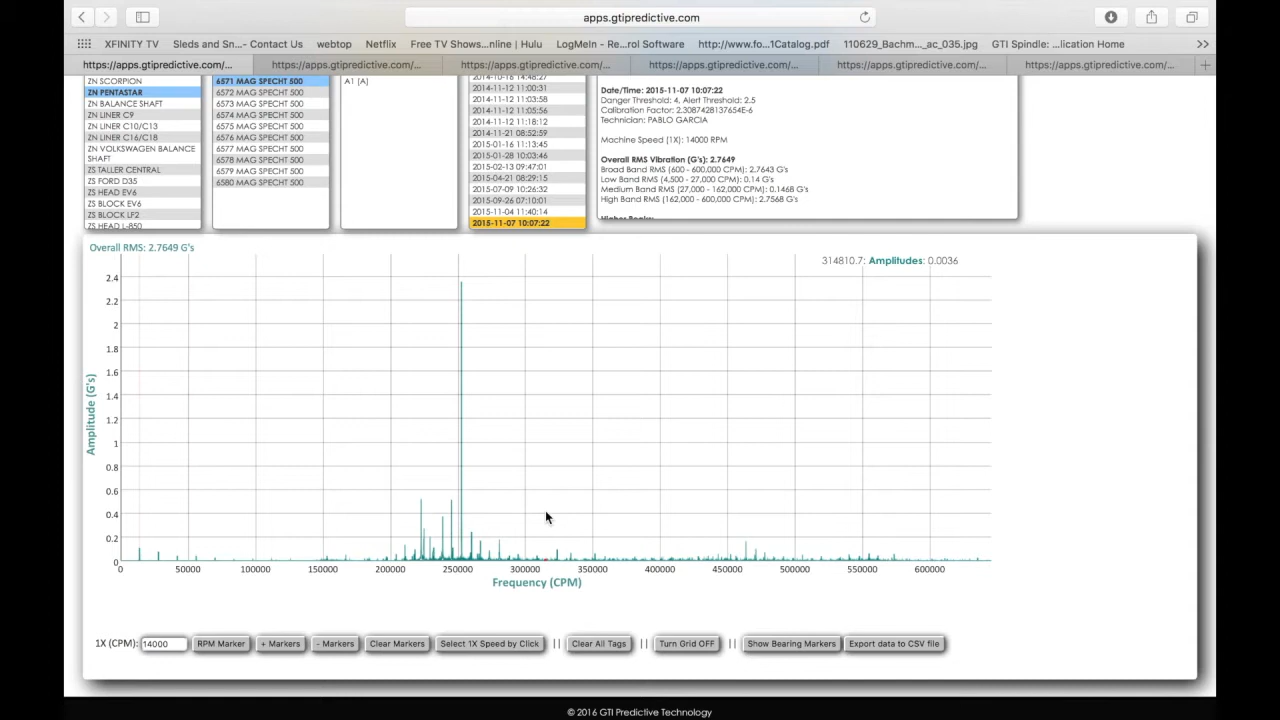 apps.gtipredictive.com
XFINITY TV Sleds and Sn...- Contact Us webtop Netflix Free TV Shows...nline | Hulu LogMeIn - Re...rol Software http://www.fo...1Catalog.pdf 110629_Bachm..._ac_035.jpg GTI Spindle: ...lication Home
https://apps.gtipredictive.com/... https://apps.gtipredictive.com/... https://apps.gtipredictive.com/... https://apps.gtipredictive.com/... https://apps.gtipredictive.com/... https://apps.gtipredictive.com/...
ZN SCORPION
ZN PENTASTAR
ZN BALANCE SHAFT
ZN LINER C9
ZN LINER C10/C13
ZN LINER C16/C18
ZN VOLKSWAGEN BALANCE
SHAFT
ZS TALLER CENTRAL
ZS FORD D35
ZS HEAD EV6
ZS BLOCK EV6
ZS BLOCK LF2
ZS HEAD L-850
6571 MAG SPECHT 500
6572 MAG SPECHT 500
6573 MAG SPECHT 500
6574 MAG SPECHT 500
6575 MAG SPECHT 500
6576 MAG SPECHT 500
6577 MAG SPECHT 500
6578 MAG SPECHT 500
6579 MAG SPECHT 500
6580 MAG SPECHT 500
A1 (A)
2014-10-16 14:48:27
2014-11-12 11:00:31
2014-11-12 11:03:58
2014-11-12 11:05:56
2014-11-12 11:18:12
2014-11-21 08:52:59
2015-01-16 11:13:45
2015-01-28 10:03:46
2015-02-13 09:47:01
2015-04-21 08:29:15
2015-07-09 10:26:32
2015-09-26 07:10:01
2015-11-04 11:40:14
2015-11-07 10:07:22
Date/Time: 2015-11-07 10:07:22
Danger Threshold: 4, Alert Threshold: 2.5
Calibration Factor: 2.3087428137654E-6
Technician: PABLO GARCIA
Machine Speed (1X): 14000 RPM
Overall RMS Vibration (G's): 2.7649
Broad Band RMS (600 - 600,000 CPM): 2.7643 G's
Low Band RMS (4,500 - 27,000 CPM): 0.14 G's
Medium Band RMS (27,000 - 162,000 CPM): 0.1468 G's
High Band RMS (162,000 - 600,000 CPM): 2.7568 G's
Higher Peaks:
Overall RMS: 2.7649 G's
314810.7: Amplitudes: 0.0036
2.4
2.2
2
1.8
1.6
1.4
1.2
1
0.8
0.6
0.4
0.2
0
Amplitude (G's)
0 50000 100000 150000 200000 250000 300000 350000 400000 450000 500000 550000 600000
Frequency (CPM)
1X (CPM): 14000 RPM Marker + Markers - Markers Clear Markers Select 1X Speed by Click || Clear All Tags || Turn Grid OFF || Show Bearing Markers Export data to CSV file
© 2016 GTI Predictive Technology